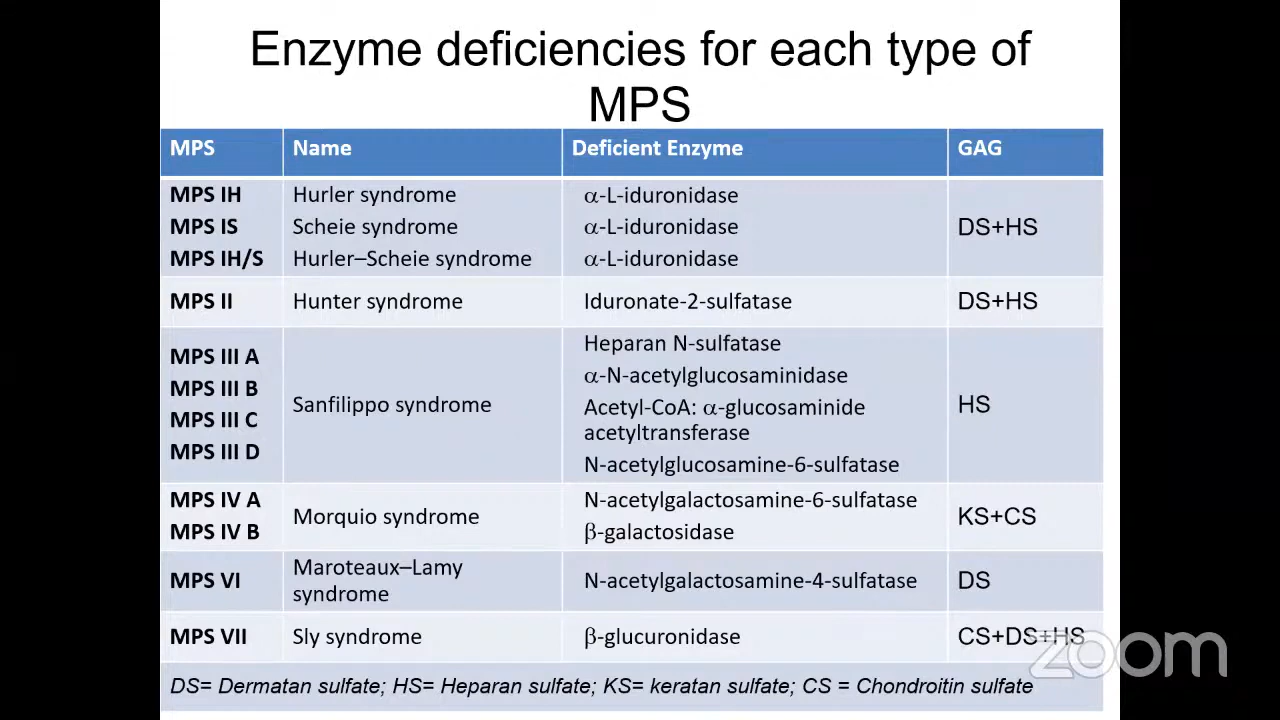 Enzyme deficiencies for each type of
MPS
MPS Name Deficient Enzyme GAG
MPS IH Hurler syndrome α-L-iduronidase
MPS IS Scheie syndrome α-L-iduronidase DS+HS
MPS IH/S Hurler–Scheie syndrome α-L-iduronidase
MPS II Hunter syndrome Iduronate-2-sulfatase DS+HS
MPS III A
MPS III B
MPS III C
MPS III D
Sanfilippo syndrome
Heparan N-sulfatase
α-N-acetylglucosaminidase
Acetyl-CoA: α-glucosaminide
acetyltransferase
N-acetylglucosamine-6-sulfatase
HS
MPS IV A
MPS IV B
Morquio syndrome
N-acetylgalactosamine-6-sulfatase
β-galactosidase
KS+CS
MPS VI
Maroteaux–Lamy
syndrome
N-acetylgalactosamine-4-sulfatase
DS
MPS VII Sly syndrome β-glucuronidase CS+DS+HS
zoom
DS= Dermatan sulfate; HS= Heparan sulfate; KS= keratan sulfate; CS = Chondroitin sulfate